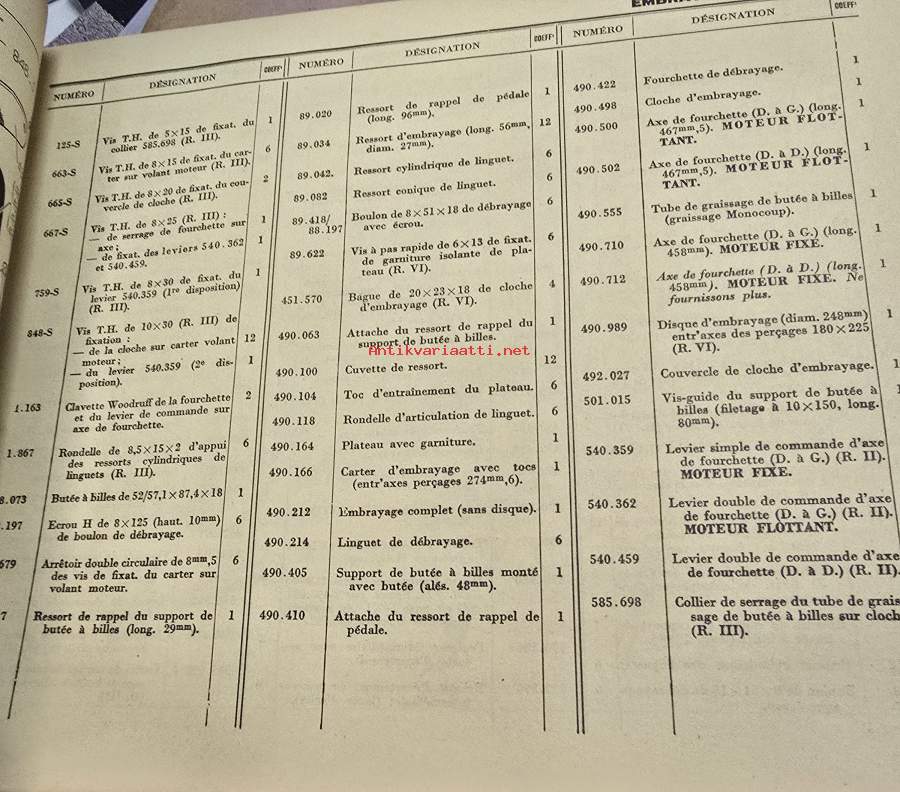 848
EMBRA
NUMÉRO DÉSIGNATION COEFFt
125-S Vis T.H. de 5×15 de fixat. du 1
collier 585.698 (R. III).
663-S Vis T.H. de 8×15 de fixat. du car- 6
ter sur volant moteur (R. III).
665-S Vis T.H. de 8×20 de fixat. du cou- 2
vercle de cloche (R. III).
667-S Vis T.H. de 8×25 (R. III) :
— de serrage de fourchette sur 1
axe ;
— de fixat. des leviers 540.362 1
et 540.459.
759-S Vis T.H. de 8×30 de fixat. du 1
levier 540.359 (1re disposition)
(R. III).
848-S Vis T.H. de 10×30 (R. III) de
fixation :
— de la cloche sur carter volant 12
moteur ;
— du levier 540.359 (2e dis- 1
position).
1.163 Clavette Woodruff de la fourchette 2
et du levier de commande sur
axe de fourchette.
1.867 Rondelle de 8,5×15×2 d'appui 6
des ressorts cylindriques de
linguets (R. III).
8.073 Butée à billes de 52/57,1×87,4×18 1
.197 Ecrou H de 8×125 (haut. 10mm) 6
de boulon de débrayage.
679 Arrêtoir double circulaire de 8mm,5 6
des vis de fixat. du carter sur
volant moteur.
7 Ressort de rappel du support de 1
butée à billes (long. 29mm).
NUMÉRO DÉSIGNATION COEFFt
89.020 Ressort de rappel de pédale 1
(long. 96mm).
89.034 Ressort d'embrayage (long. 56mm, 12
diam. 27mm).
89.042. Ressort cylindrique de linguet. 6
89.082 Ressort conique de linguet. 6
89.418/ Boulon de 8×51×18 de débrayage 6
88.197 avec écrou.
89.622 Vis à pas rapide de 6×13 de fixat. 6
de garniture isolante de pla-
teau (R. VI).
451.570 Bague de 20×23×18 de cloche 4
d'embrayage (R. VI).
490.063 Attache du ressort de rappel du 1
support de butée à billes.
Antikvariaatti.net
490.100 Cuvette de ressort. 12
490.104 Toc d'entraînement du plateau. 6
490.118 Rondelle d'articulation de linguet. 6
490.164 Plateau avec garniture. 1
490.166 Carter d'embrayage avec tocs 1
(entr'axes perçages 274mm,6).
490.212 Embrayage complet (sans disque). 1
490.214 Linguet de débrayage. 6
490.405 Support de butée à billes monté 1
avec butée (alés. 48mm).
490.410 Attache du ressort de rappel de 1
pédale.
NUMÉRO DÉSIGNATION COEFFt
490.422 Fourchette de débrayage. 1
490.498 Cloche d'embrayage. 1
490.500 Axe de fourchette (D. à G.) (long. 1
467mm,5). MOTEUR FLOT-
TANT.
490.502 Axe de fourchette (D. à D.) (long. 1
467mm,5). MOTEUR FLOT-
TANT.
490.555 Tube de graissage de butée à billes 1
(graissage Monocoup).
490.710 Axe de fourchette (D. à G.) (long. 1
458mm). MOTEUR FIXE.
490.712 Axe de fourchette (D. à D.) (long. 1
458mm). MOTEUR FIXE. Ne
fournissons plus.
490.989 Disque d'embrayage (diam. 248mm) 1
entr'axes des perçages 180×225
(R. VI).
492.027 Couvercle de cloche d'embrayage. 1
501.015 Vis-guide du support de butée à 1
billes (filetage à 10×150, long.
80mm).
540.359 Levier simple de commande d'axe
de fourchette (D. à G.) (R. II).
MOTEUR FIXE.
540.362 Levier double de commande d'axe
de fourchette (D. à G.) (R. II).
MOTEUR FLOTTANT.
540.459 Levier double de commande d'axe
de fourchette (D. à D.) (R. II).
585.698 Collier de serrage du tube de grais
sage de butée à billes sur cloch
(R. III).